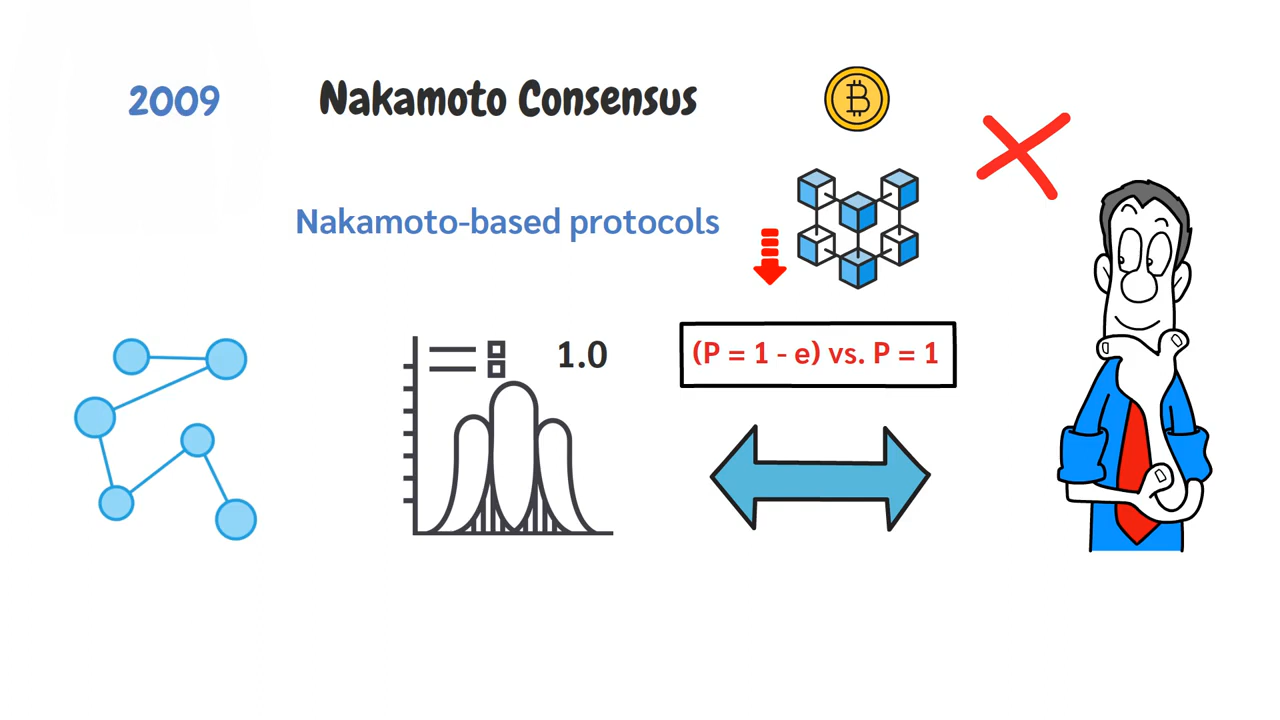 2009
Nakamoto Consensus
Nakamoto-based protocols
1.0
(P = 1 - e) vs. P = 1